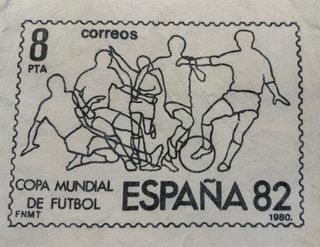 8 correos
PTA
COPA MUNDIAL
DE FUTBOL ESPAÑA 82
FNMT 1980.